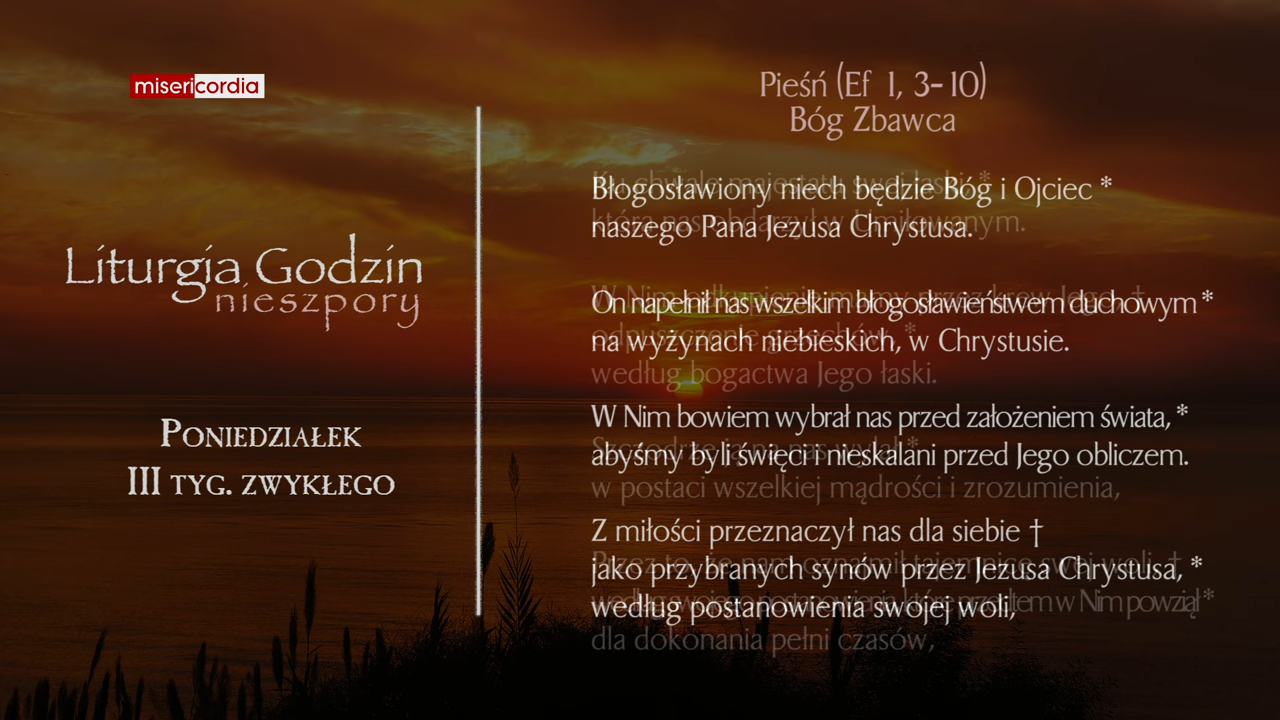 misericordia
Liturgia Godzin
nieszpory
Poniedziałek
III tyg. zwykłego
Pieśń (Ef 1, 3-10)
Bóg Zbawca
Błogosławiony niech będzie Bóg i Ojciec *
naszego Pana Jezusa Chrystusa.
On napełnił nas wszelkim błogosławieństwem duchowym *
na wyżynach niebieskich, w Chrystusie.
według bogactwa Jego łaski.
W Nim bowiem wybrał nas przed założeniem świata, *
abyśmy byli święci i nieskalani przed Jego obliczem.
w postaci wszelkiej mądrości i zrozumienia,
Z miłości przeznaczył nas dla siebie †
jako przybranych synów przez Jezusa Chrystusa, *
według postanowienia swojej woli,
dla dokonania pełni czasów,